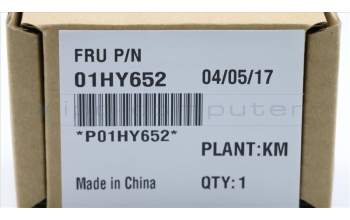 FRU P/N
01HY652 04/05/17
*P01HY652*
PLANT:KM
Made in China QTY:1